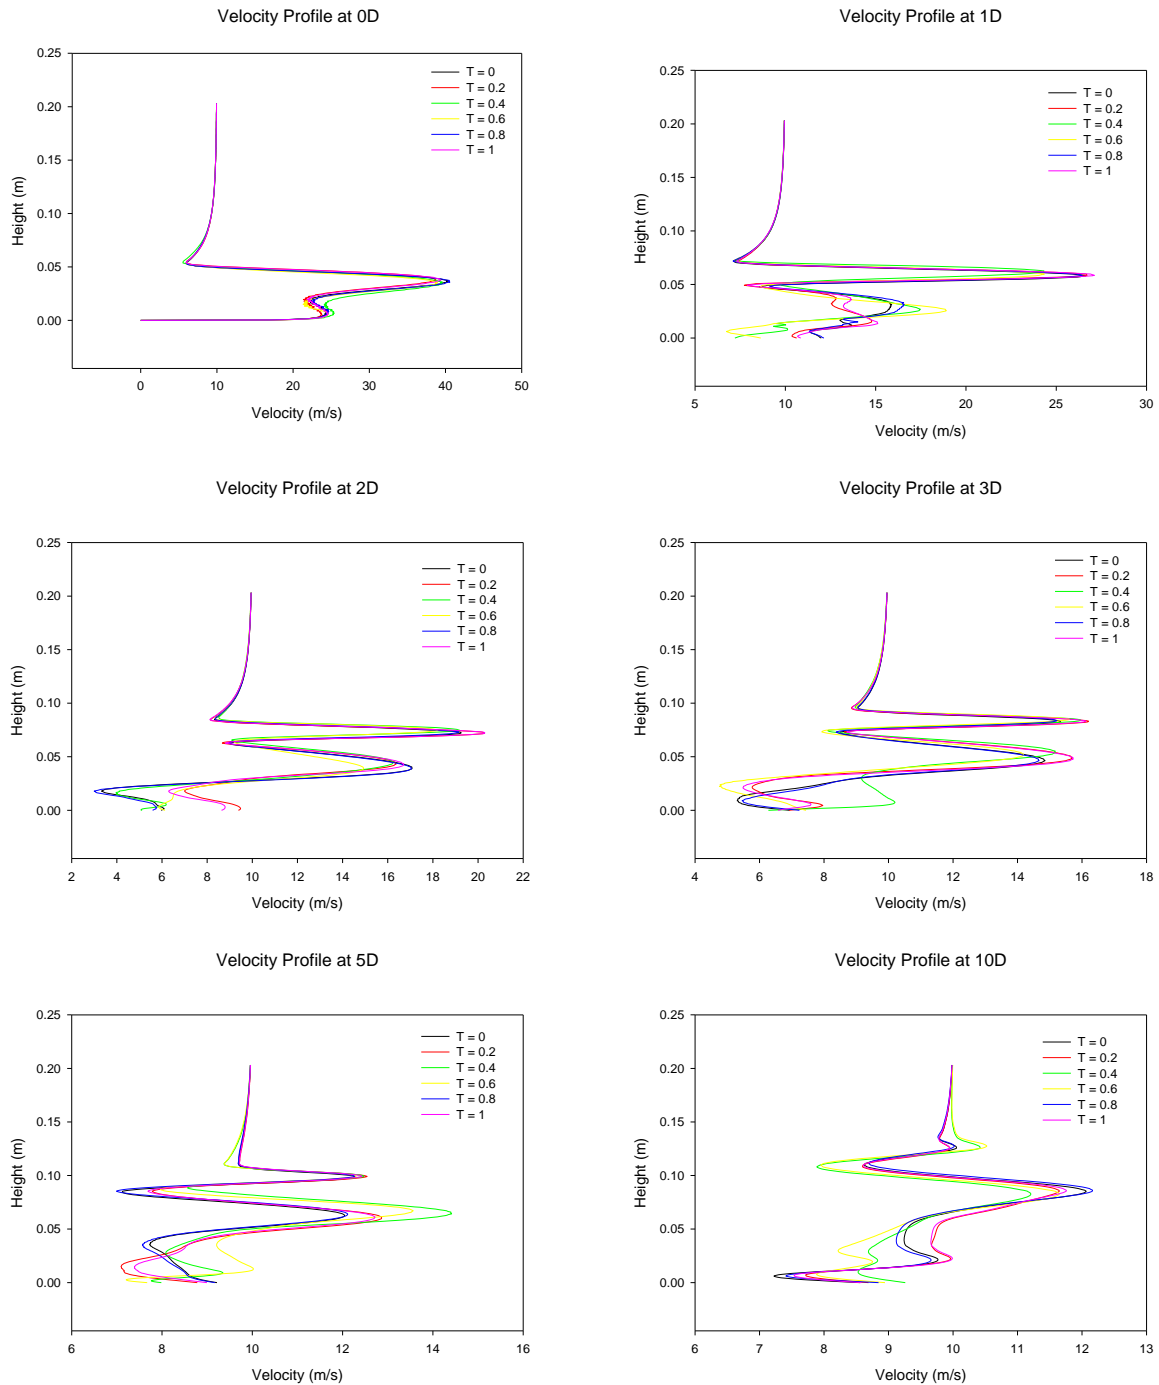 Velocity Profile at 0D
Height (m)
0.25
0.20
0.15
0.10
0.05
0.00
T = 0
T = 0.2
T = 0.4
T = 0.6
T = 0.8
T = 1
0 10 20 30 40 50
Velocity (m/s)
Velocity Profile at 1D
Height (m)
0.25
0.20
0.15
0.10
0.05
0.00
T = 0
T = 0.2
T = 0.4
T = 0.6
T = 0.8
T = 1
5 10 15 20 25 30
Velocity (m/s)
Velocity Profile at 2D
Height (m)
0.25
0.20
0.15
0.10
0.05
0.00
T = 0
T = 0.2
T = 0.4
T = 0.6
T = 0.8
T = 1
2 4 6 8 10 12 14 16 18 20 22
Velocity (m/s)
Velocity Profile at 3D
Height (m)
0.25
0.20
0.15
0.10
0.05
0.00
T = 0
T = 0.2
T = 0.4
T = 0.6
T = 0.8
T = 1
4 6 8 10 12 14 16 18
Velocity (m/s)
Velocity Profile at 5D
Height (m)
0.25
0.20
0.15
0.10
0.05
0.00
T = 0
T = 0.2
T = 0.4
T = 0.6
T = 0.8
T = 1
6 8 10 12 14 16
Velocity (m/s)
Velocity Profile at 10D
Height (m)
0.25
0.20
0.15
0.10
0.05
0.00
T = 0
T = 0.2
T = 0.4
T = 0.6
T = 0.8
T = 1
6 7 8 9 10 11 12 13
Velocity (m/s)